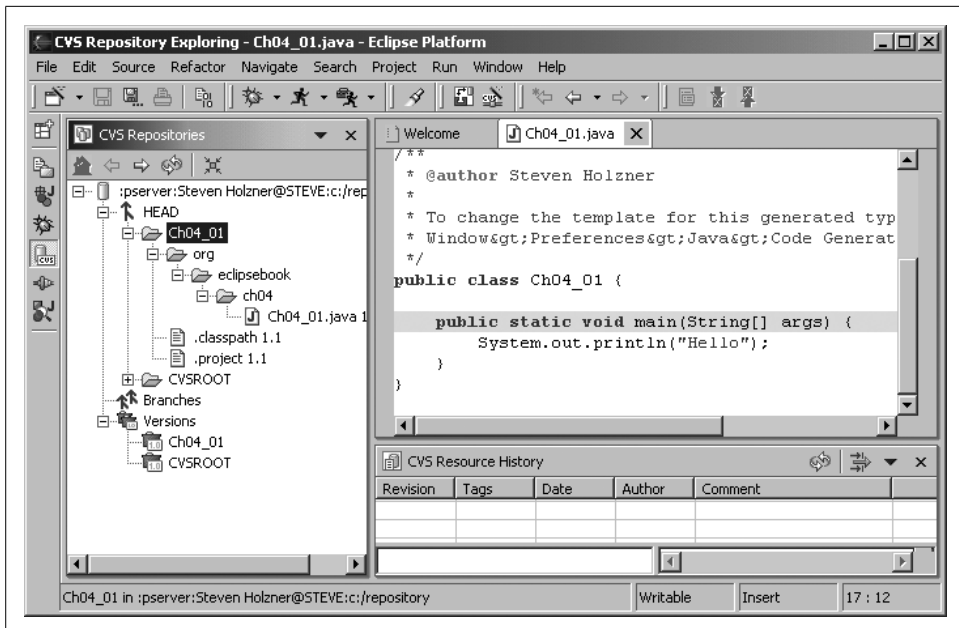 CVS Repository Exploring - Ch04_01.java - Eclipse Platform
File Edit Source Refactor Navigate Search Project Run Window Help
CVS Repositories
:pserver:Steven Holzner@STEVE:c:/rep
HEAD
Ch04_01
org
eclipsebook
ch04
Ch04_01.java 1
.classpath 1.1
.project 1.1
CVSROOT
Branches
Versions
Ch04_01
CVSROOT
Welcome
Ch04_01.java
/**
* @author Steven Holzner
*
* To change the template for this generated typ
* Window&gt;Preferences&gt;Java&gt;Code Generat
*/
public class Ch04_01 {
public static void main(String[] args) {
System.out.println("Hello");
}
}
CVS Resource History
Revision Tags Date Author Comment
Ch04_01 in :pserver:Steven Holzner@STEVE:c:/repository
Writable
Insert
17 : 12